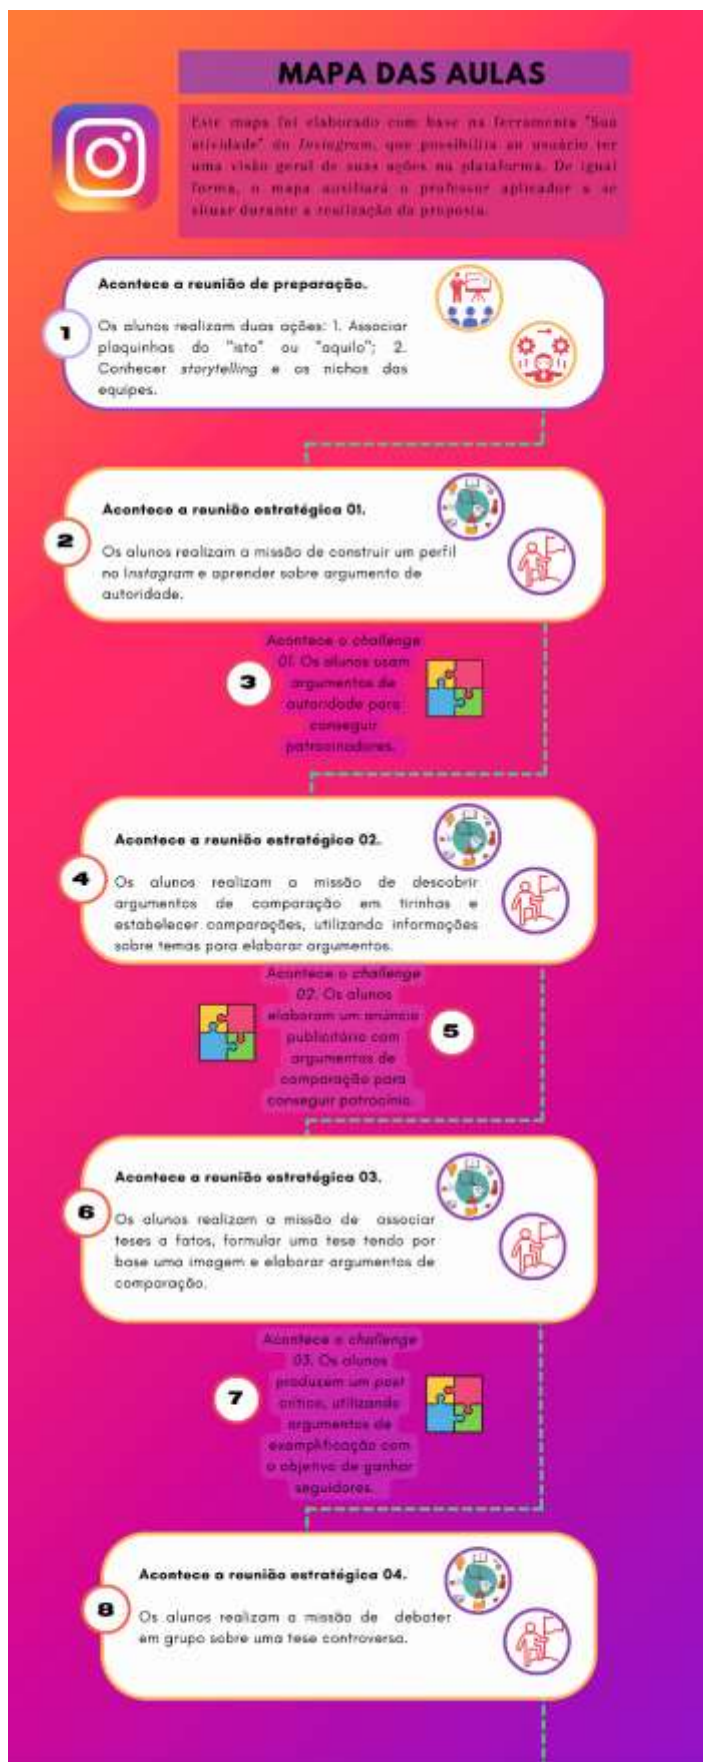 MAPA DAS AULAS
Este mapa foi elaborado com base na ferramenta "Sua
atividade" do Instagram, que possibilita ao usuário ter
uma visão geral de suas ações na plataforma. De igual
forma, o mapa auxiliará o professor aplicador a se
situar durante a realização da proposta.
1
Acontece a reunião de preparação.
Os alunos realizam duas ações: 1. Associar
plaquinhas do "isto" ou "aquilo"; 2.
Conhecer storytelling e os nichos das
equipes.
2
Acontece a reunião estratégica 01.
Os alunos realizam a missão de construir um perfil
no Instagram e aprender sobre argumento de
autoridade.
3
Acontece o challenge
01. Os alunos usam
argumentos de
autoridade para
conseguir
patrocinadores.
4
Acontece a reunião estratégica 02.
Os alunos realizam a missão de descobrir
argumentos de comparação em tirinhas e
estabelecer comparações, utilizando informações
sobre temas para elaborar argumentos.
Acontece o challenge
02. Os alunos
elaboram um anúncio
publicitário com
argumentos de
comparação para
conseguir patrocínio.
5
6
Acontece a reunião estratégica 03.
Os alunos realizam a missão de associar
teses a fatos, formular uma tese tendo por
base uma imagem e elaborar argumentos de
comparação.
7
Acontece o challenge
03. Os alunos
produzem um post
crítico, utilizando
argumentos de
exemplificação com
o objetivo de ganhar
seguidores.
8
Acontece a reunião estratégica 04.
Os alunos realizam a missão de debater
em grupo sobre uma tese controversa.